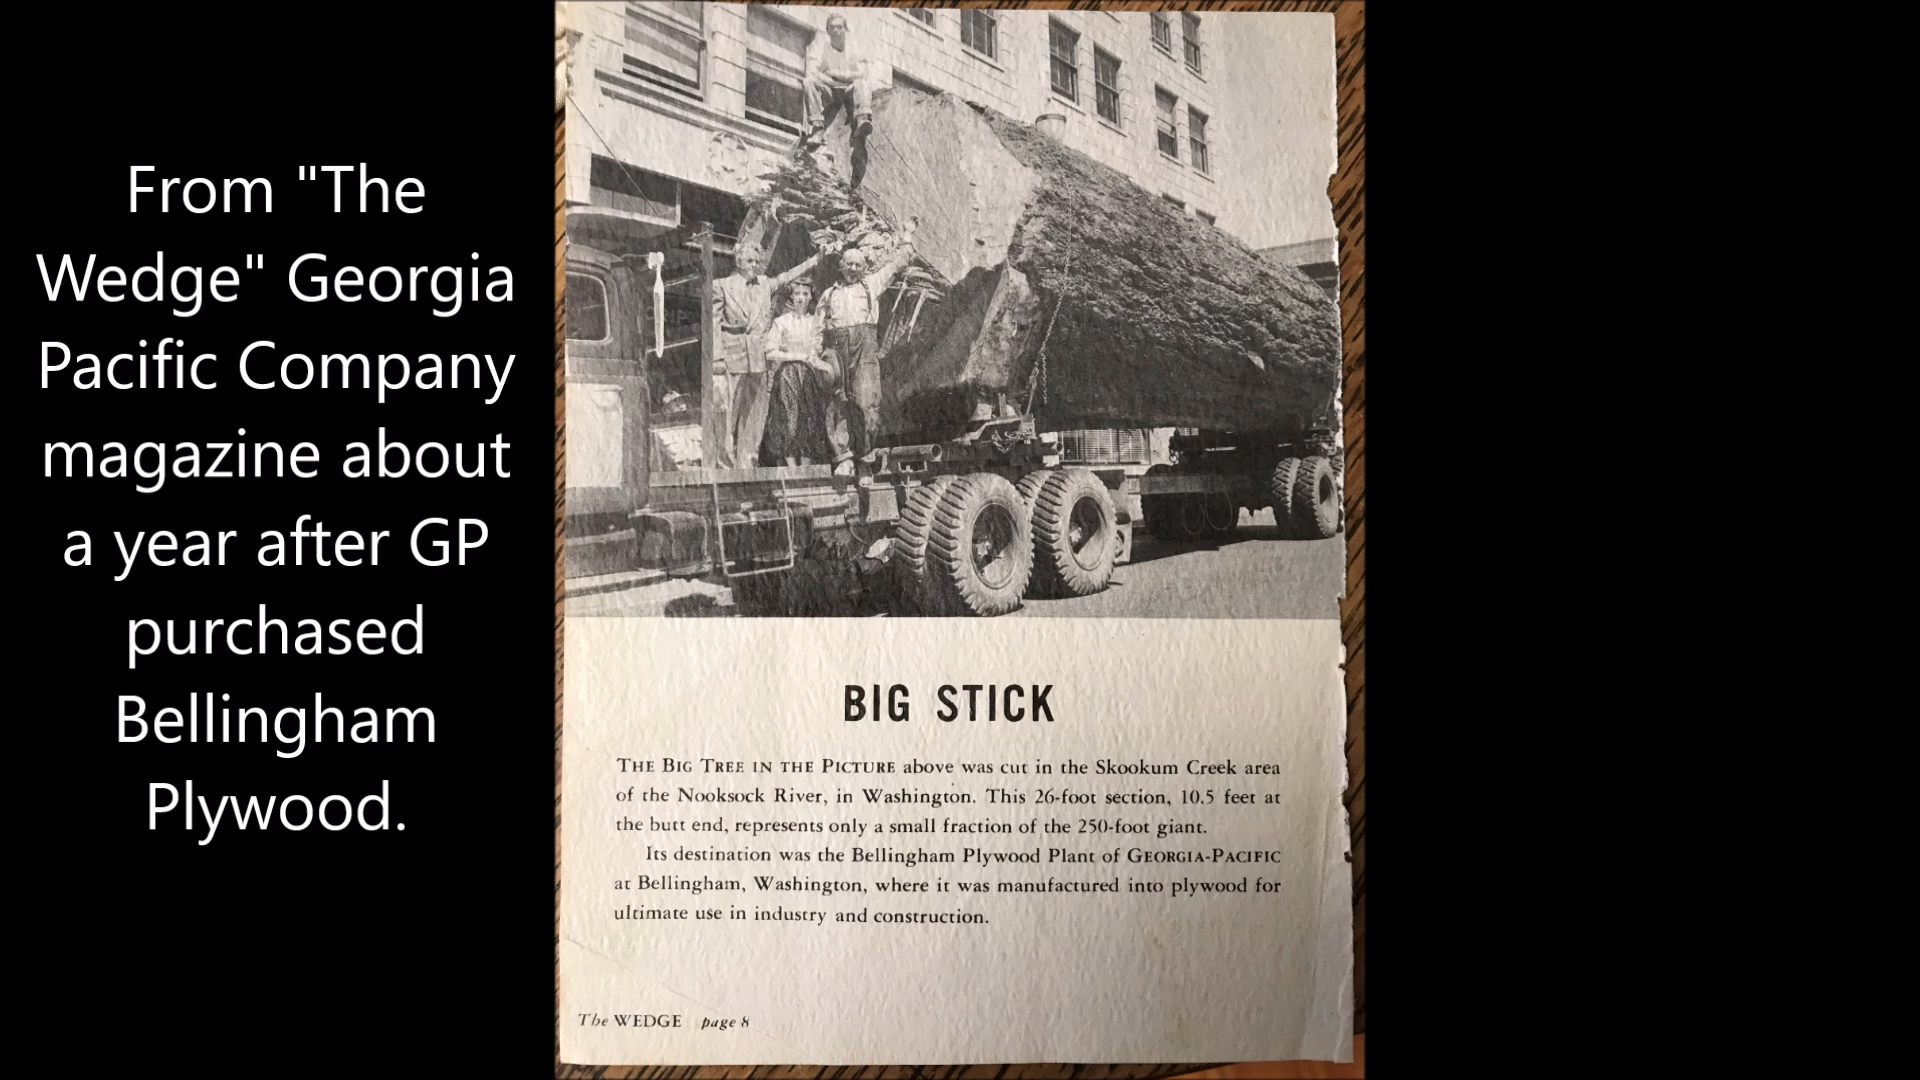 From "The
Wedge" Georgia
Pacific Company
magazine about
a year after GP
purchased
Bellingham
Plywood.
BIG STICK
THE BIG TREE IN THE PICTURE above was cut in the Skookum Creek area
of the Nooksock River, in Washington. This 26-foot section, 10.5 feet at
the butt end, represents only a small fraction of the 250-foot giant.
Its destination was the Bellingham Plywood Plant of GEORGIA-PACIFIC
at Bellingham, Washington, where it was manufactured into plywood for
ultimate use in industry and construction.
The WEDGE page 8